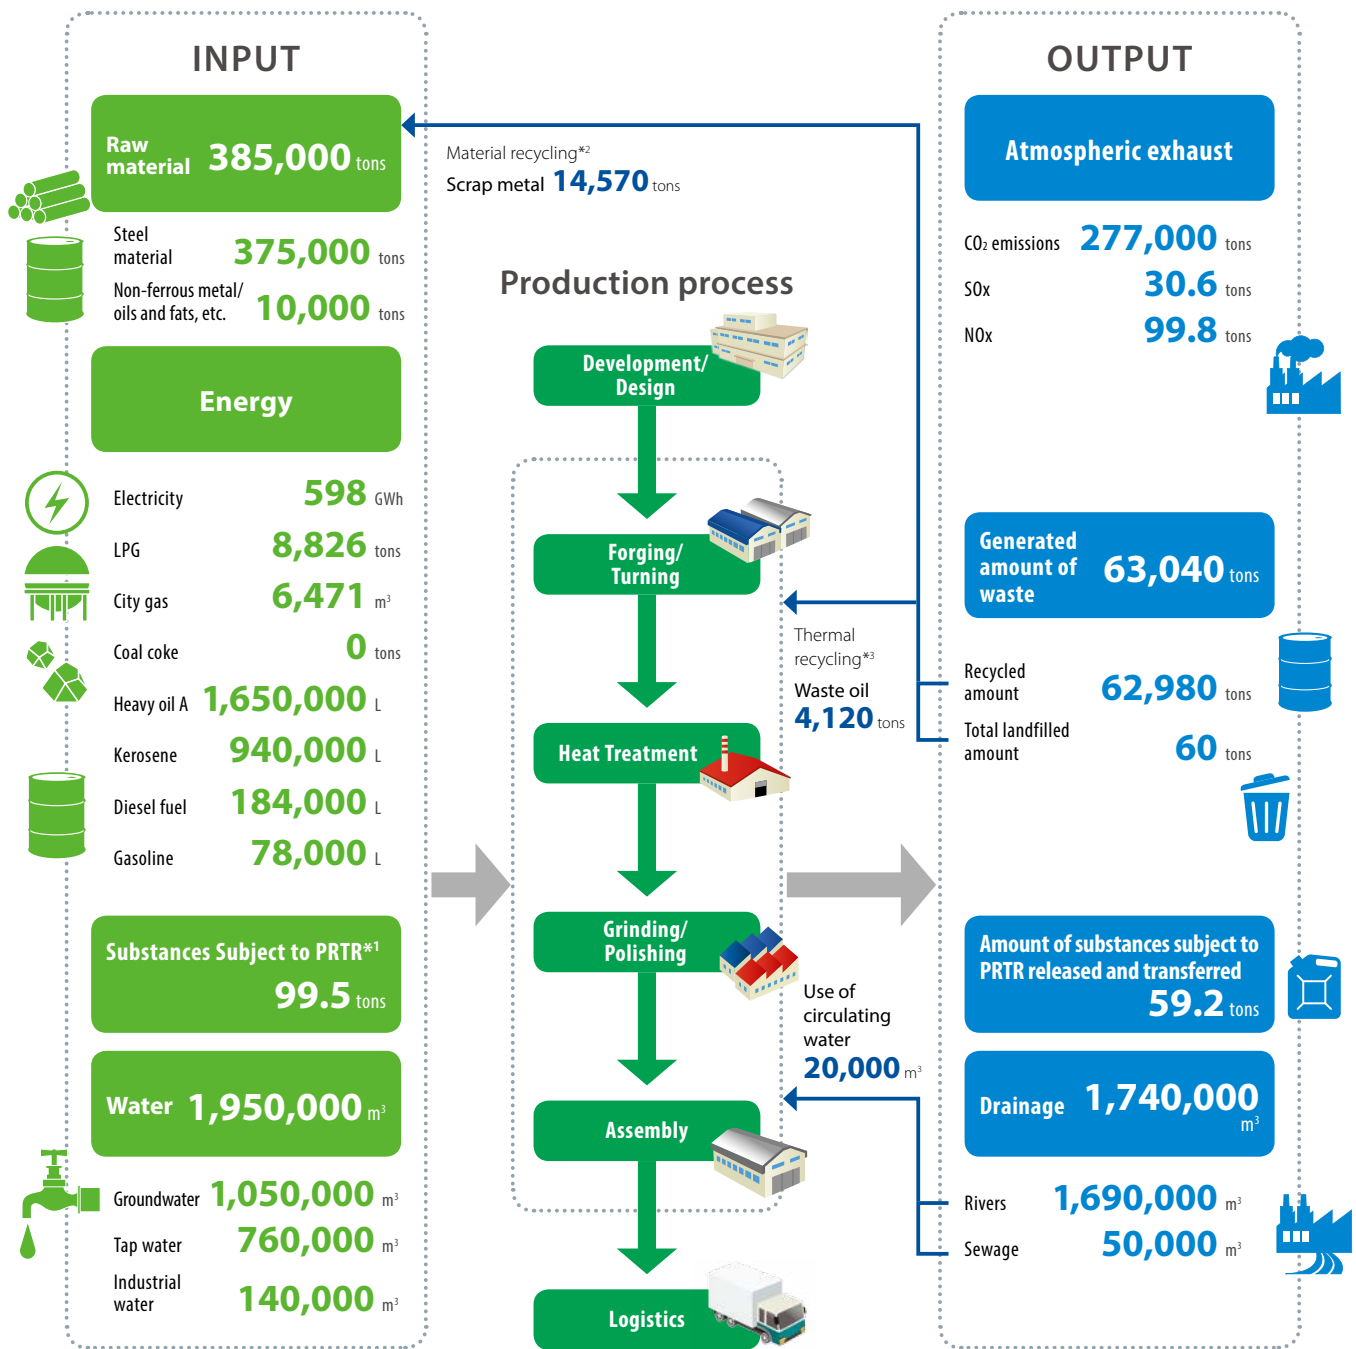 INPUT
Raw
material 385,000 tons
Steel
material 375,000 tons
Non-ferrous metal/
oils and fats, etc. 10,000 tons
Energy
Electricity 598 GWh
LPG 8,826 tons
City gas 6,471 m³
Coal coke 0 tons
Heavy oil A 1,650,000 L
Kerosene 940,000 L
Diesel fuel 184,000 L
Gasoline 78,000 L
Substances Subject to PRTR*1
99.5 tons
Water 1,950,000 m³
Groundwater 1,050,000 m³
Tap water 760,000 m³
Industrial
water 140,000 m³
Material recycling*2
Scrap metal 14,570 tons
Production process
Development/
Design
Forging/
Turning
Thermal
recycling*3
Waste oil
4,120 tons
Heat Treatment
Grinding/
Polishing
Use of
circulating
water
20,000 m³
Assembly
Logistics
OUTPUT
Atmospheric exhaust
CO₂ emissions 277,000 tons
SOx 30.6 tons
NOx 99.8 tons
Generated
amount of
waste 63,040 tons
Recycled
amount 62,980 tons
Total landfilled
amount 60 tons
Amount of substances subject to
PRTR released and transferred
59.2 tons
Drainage 1,740,000
m³
Rivers 1,690,000 m³
Sewage 50,000 m³